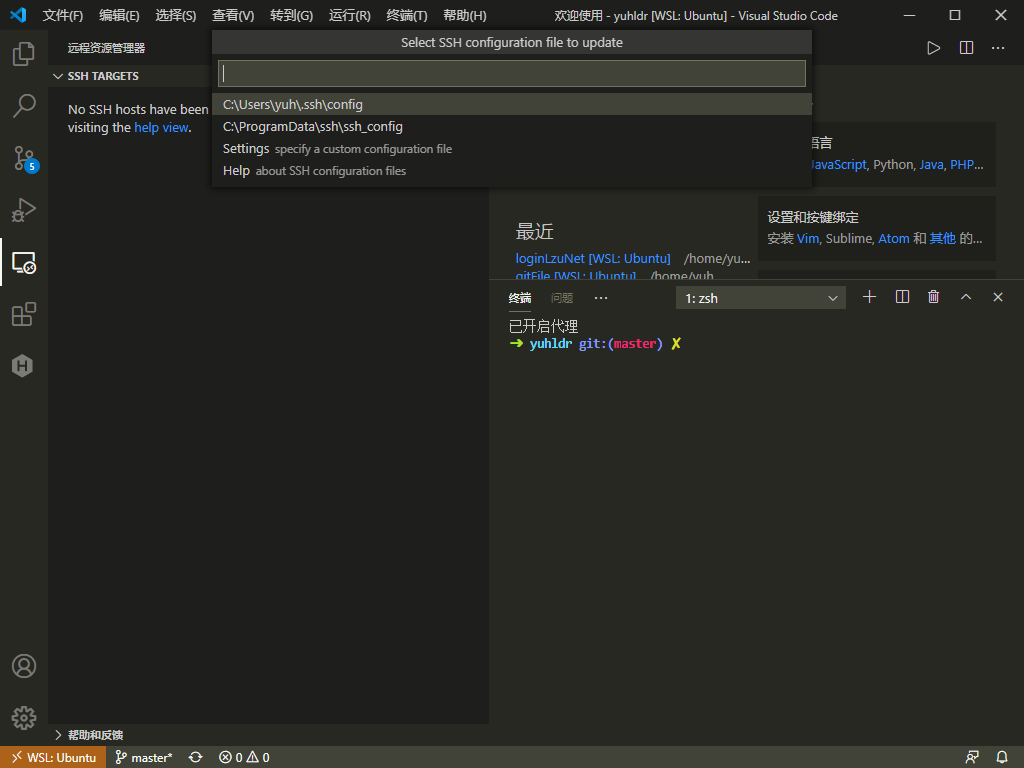 文件(F) 编辑(E) 选择(S) 查看(V) 转到(G) 运行(R) 终端(T) 帮助(H) 欢迎使用 - yuhldr [WSL: Ubuntu] - Visual Studio Code
Select SSH configuration file to update
C:\Users\yuh\.ssh\config
C:\ProgramData\ssh\ssh_config
Settings specify a custom configuration file
Help about SSH configuration files
远程资源管理器
SSH TARGETS
No SSH hosts have been
visiting the help view.
5
语言
JavaScript, Python, Java, PHP...
设置和按键绑定
安装 Vim, Sublime, Atom 和 其他 的...
最近
loginLzuNet [WSL: Ubuntu] /home/yu...
gitFile [WSL: Ubuntu] /home/yuh
终端 问题 ··· 1: zsh
已开启代理
➜ yuhldr git:(master) ✗
帮助和反馈
WSL: Ubuntu master* 0 0